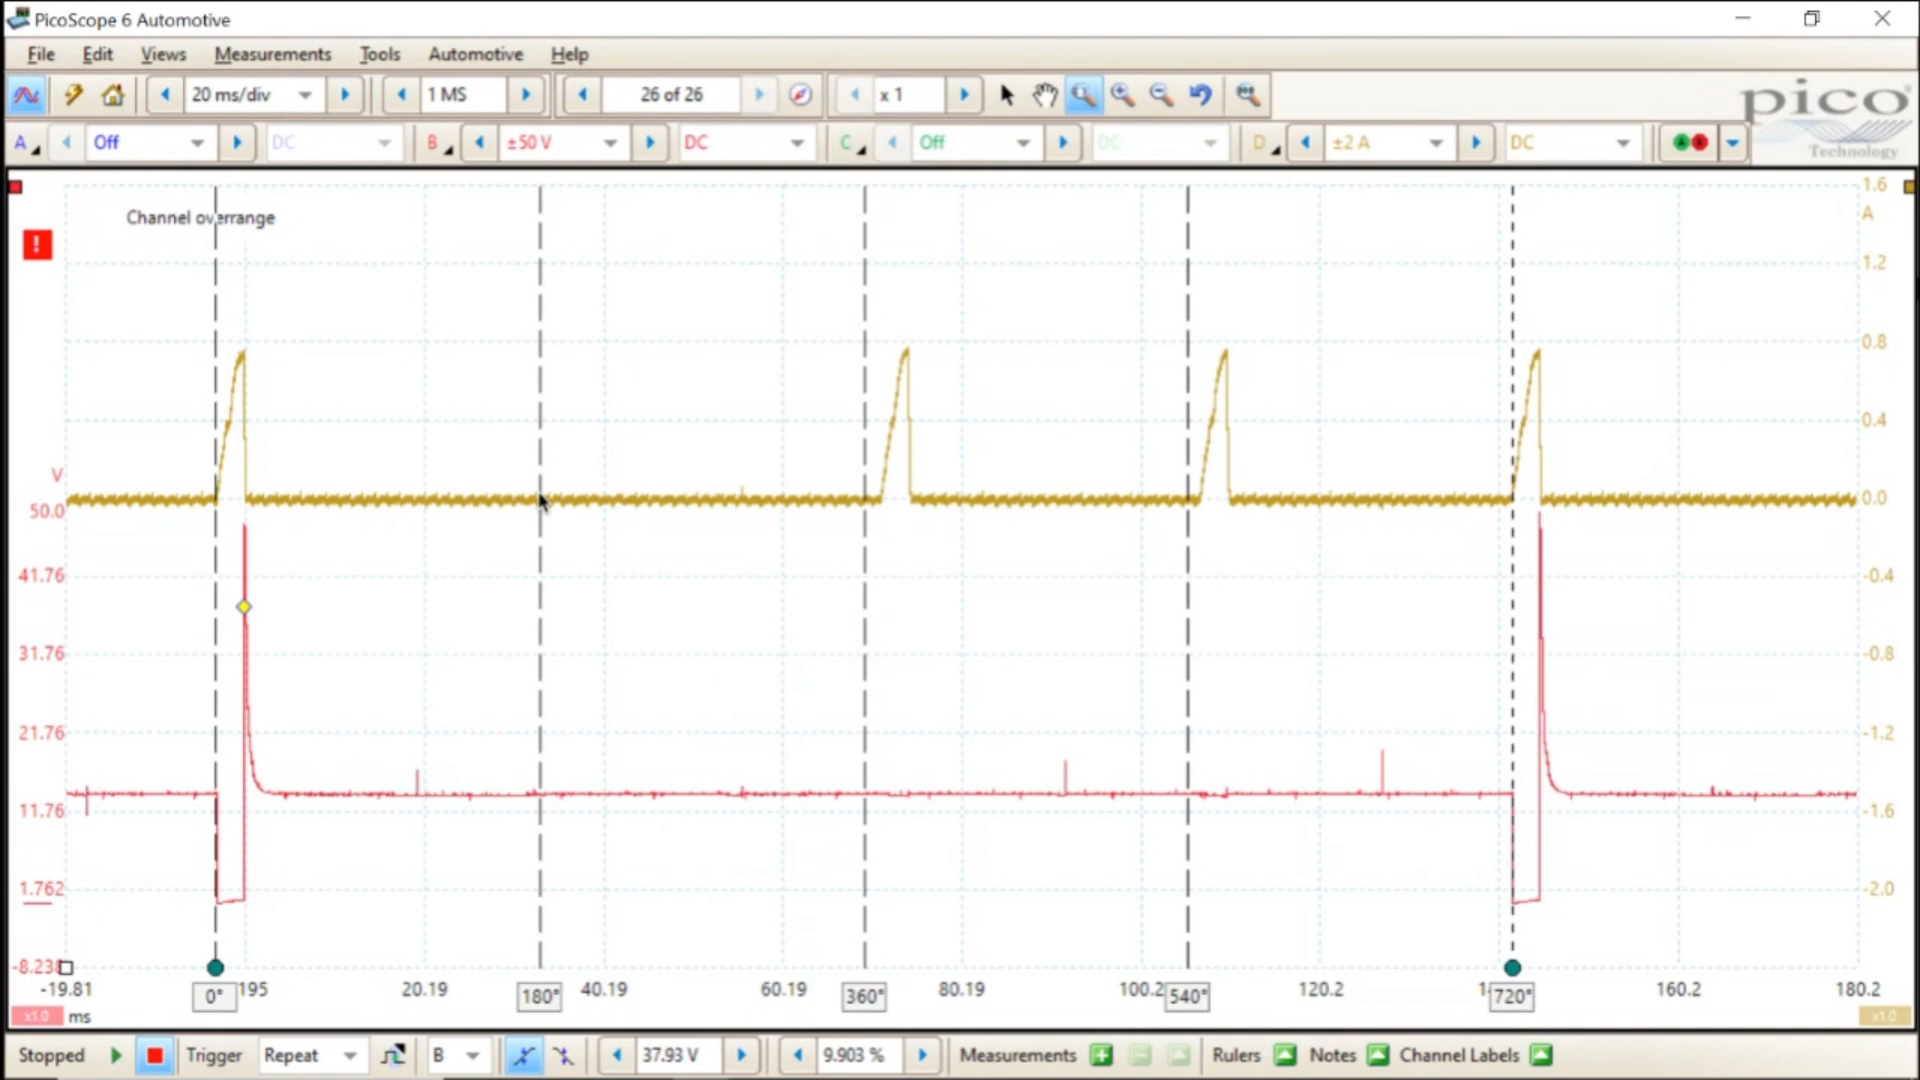 PicoScope 6 Automotive
File Edit Views Measurements Tools Automotive Help
20 ms/div 1 MS 26 of 26 x 1
pico
Technology
A Off DC B ±50 V DC C Off DC D ±2 A DC
Channel overrange
!
1.6
A
1.2
0.8
0.4
0.0
-0.4
-0.8
-1.2
-1.6
-2.0
V
50.0
41.76
31.76
21.76
11.76
1.762
-8.238
-19.81 0° 195 20.19 180° 40.19 60.19 360° 80.19 100.2 540° 120.2 1 720° 160.2 180.2
x1.0 ms x1.0
Stopped Trigger Repeat B 37.93 V 9.903 % Measurements Rulers Notes Channel Labels